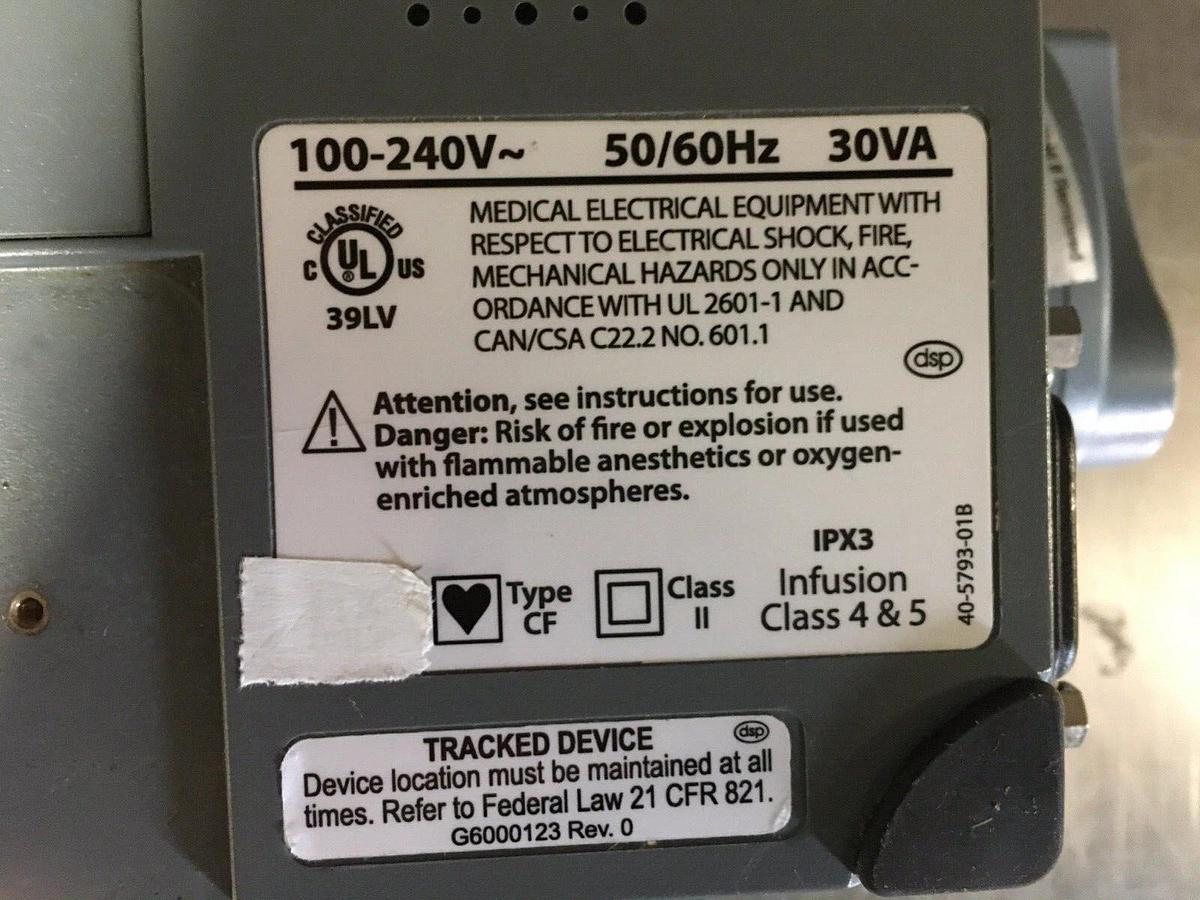 100-240V~ 50/60Hz 30VA
CLASSIFIED
C UL® US
39LV
MEDICAL ELECTRICAL EQUIPMENT WITH
RESPECT TO ELECTRICAL SHOCK, FIRE,
MECHANICAL HAZARDS ONLY IN ACC-
ORDANCE WITH UL 2601-1 AND
CAN/CSA C22.2 NO. 601.1
dsp
! Attention, see instructions for use.
Danger: Risk of fire or explosion if used
with flammable anesthetics or oxygen-
enriched atmospheres.
Type
CF
Class
II
IPX3
Infusion
Class 4 & 5
40-5793-01B
TRACKED DEVICE dsp
Device location must be maintained at all
times. Refer to Federal Law 21 CFR 821.
G6000123 Rev. 0